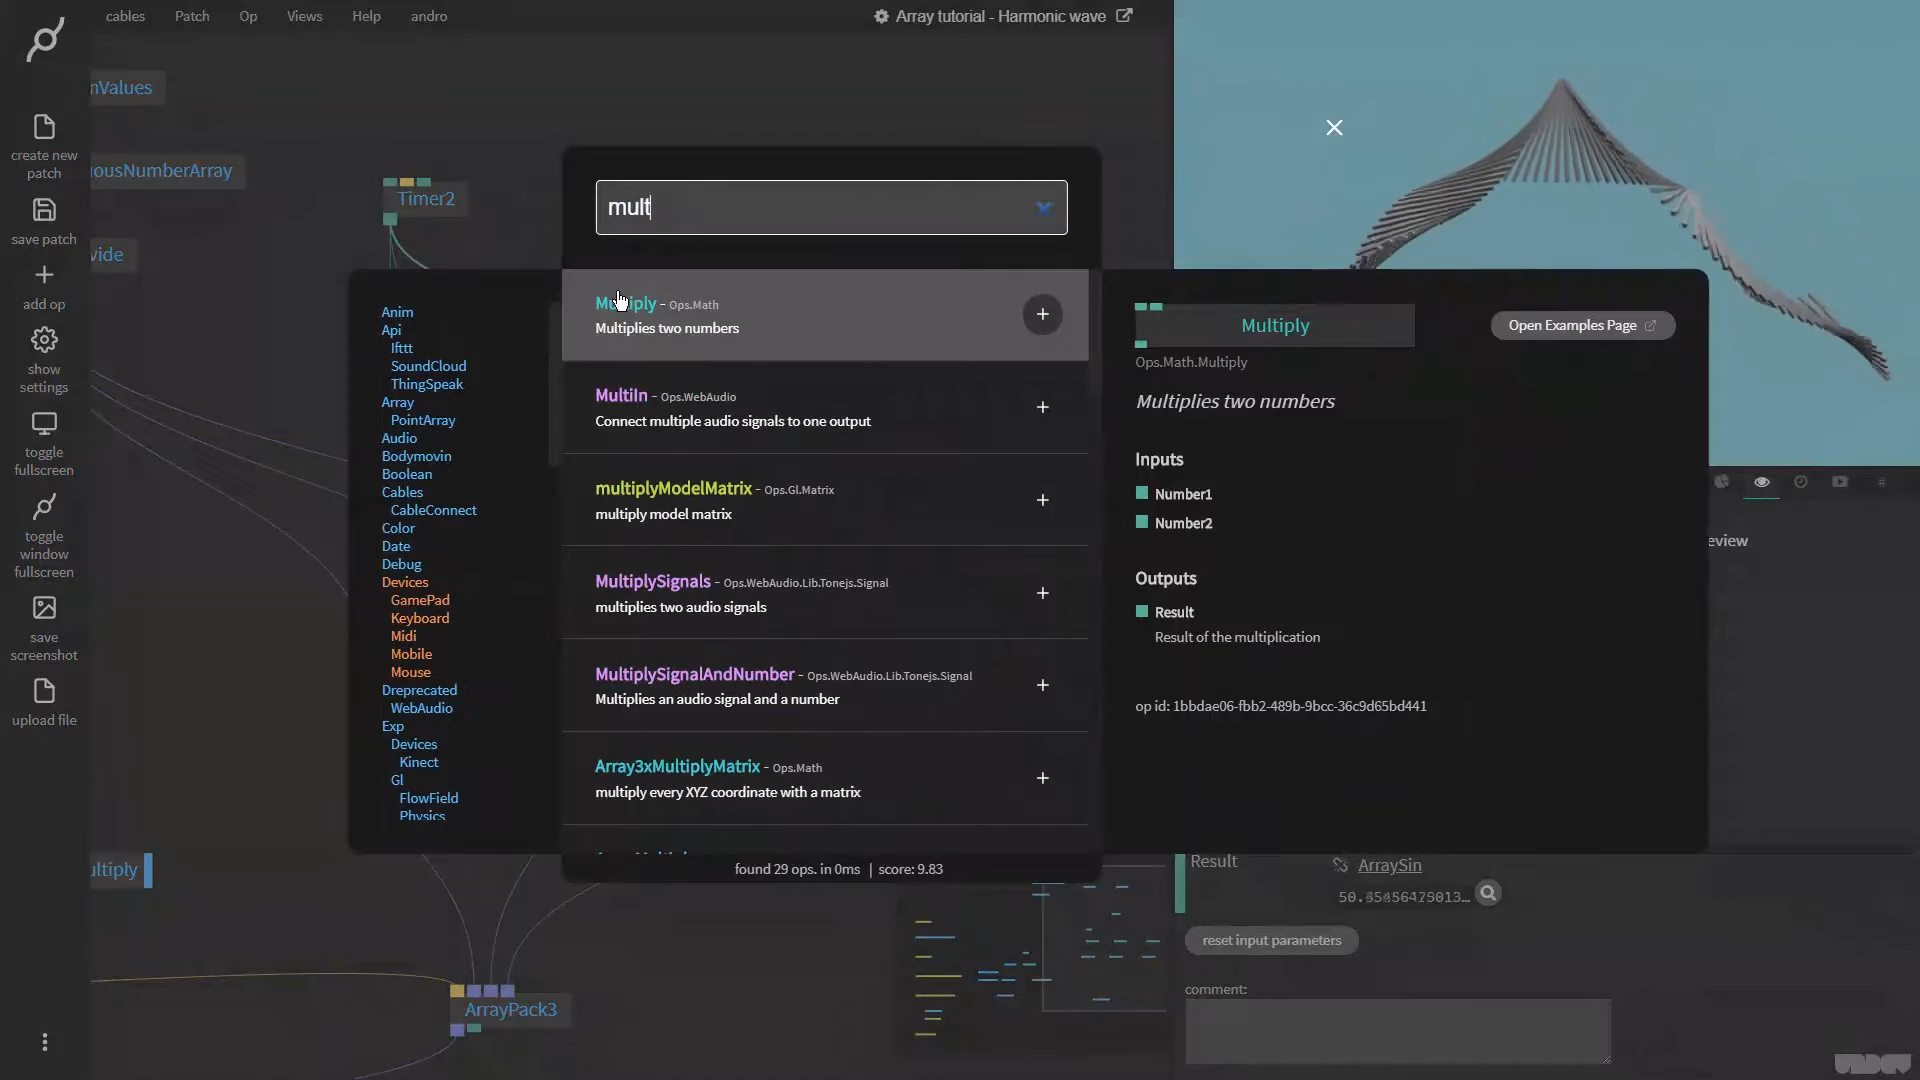 cables Patch Op Views Help andro
Array tutorial - Harmonic wave
create new
patch
save patch
add op
show
settings
toggle
fullscreen
toggle
window
fullscreen
save
screenshot
upload file
nValues
ousNumberArray
vide
Timer2
mult
Anim
Api
Ifttt
SoundCloud
ThingSpeak
Array
PointArray
Audio
Bodymovin
Boolean
Cables
CableConnect
Color
Date
Debug
Devices
GamePad
Keyboard
Midi
Mobile
Mouse
Dreprecated
WebAudio
Exp
Devices
Kinect
Gl
FlowField
Physics
Multiply - Ops.Math
Multiplies two numbers
MultiIn - Ops.WebAudio
Connect multiple audio signals to one output
multiplyModelMatrix - Ops.Gl.Matrix
multiply model matrix
MultiplySignals - Ops.WebAudio.Lib.Tonejs.Signal
multiplies two audio signals
MultiplySignalAndNumber - Ops.WebAudio.Lib.Tonejs.Signal
Multiplies an audio signal and a number
Array3xMultiplyMatrix - Ops.Math
multiply every XYZ coordinate with a matrix
found 29 ops. in 0ms | score: 9.83
Multiply
Open Examples Page
Ops.Math.Multiply
Multiplies two numbers
Inputs
Number1
Number2
Outputs
Result
Result of the multiplication
op id: 1bbdae06-fbb2-489b-9bcc-36c9d65bd441
eview
ultiply
ArrayPack3
Result ArraySin
reset input parameters
comment: